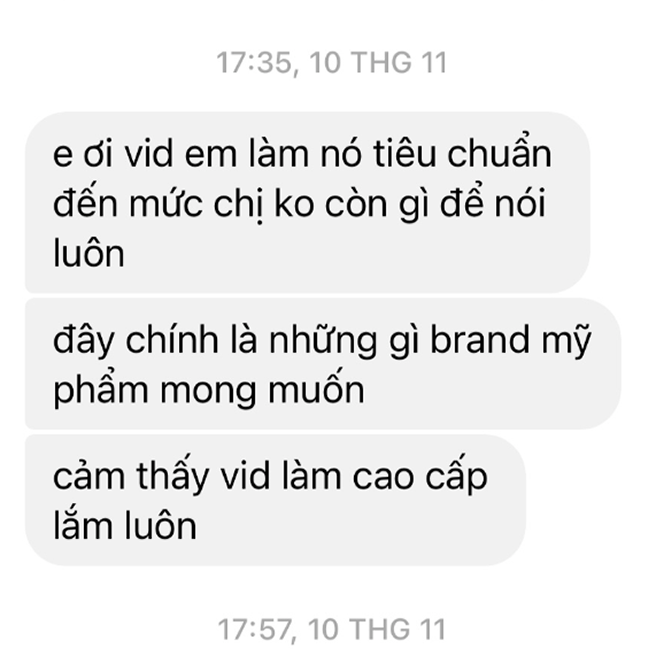 17:35, 10 THG 11
e ơi vid em làm nó tiêu chuẩn
đến mức chị ko còn gì để nói
luôn
đây chính là những gì brand mỹ
phẩm mong muốn
cảm thấy vid làm cao cấp
lắm luôn
17:57, 10 THG 11